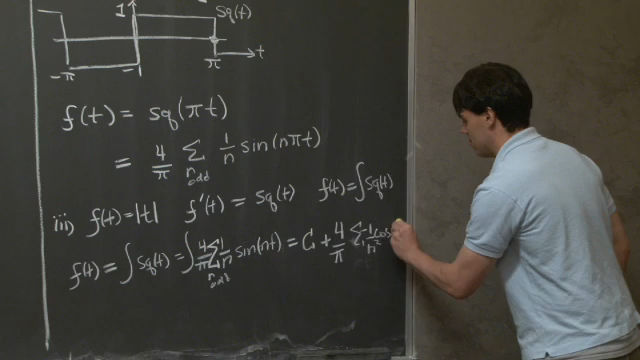 1 Sq(t)
-π -1 π t
f(t) = sq(πt)
= 4/π Σ n odd 1/n sin(nπt)
iii) f(t)=|t| f'(t) = sq(t) f(t)=∫sq(t)
f(t) = ∫sq(t) = ∫ 4/π Σ n odd 1/n sin(nt) = C + 4/π Σ -1/n² cos